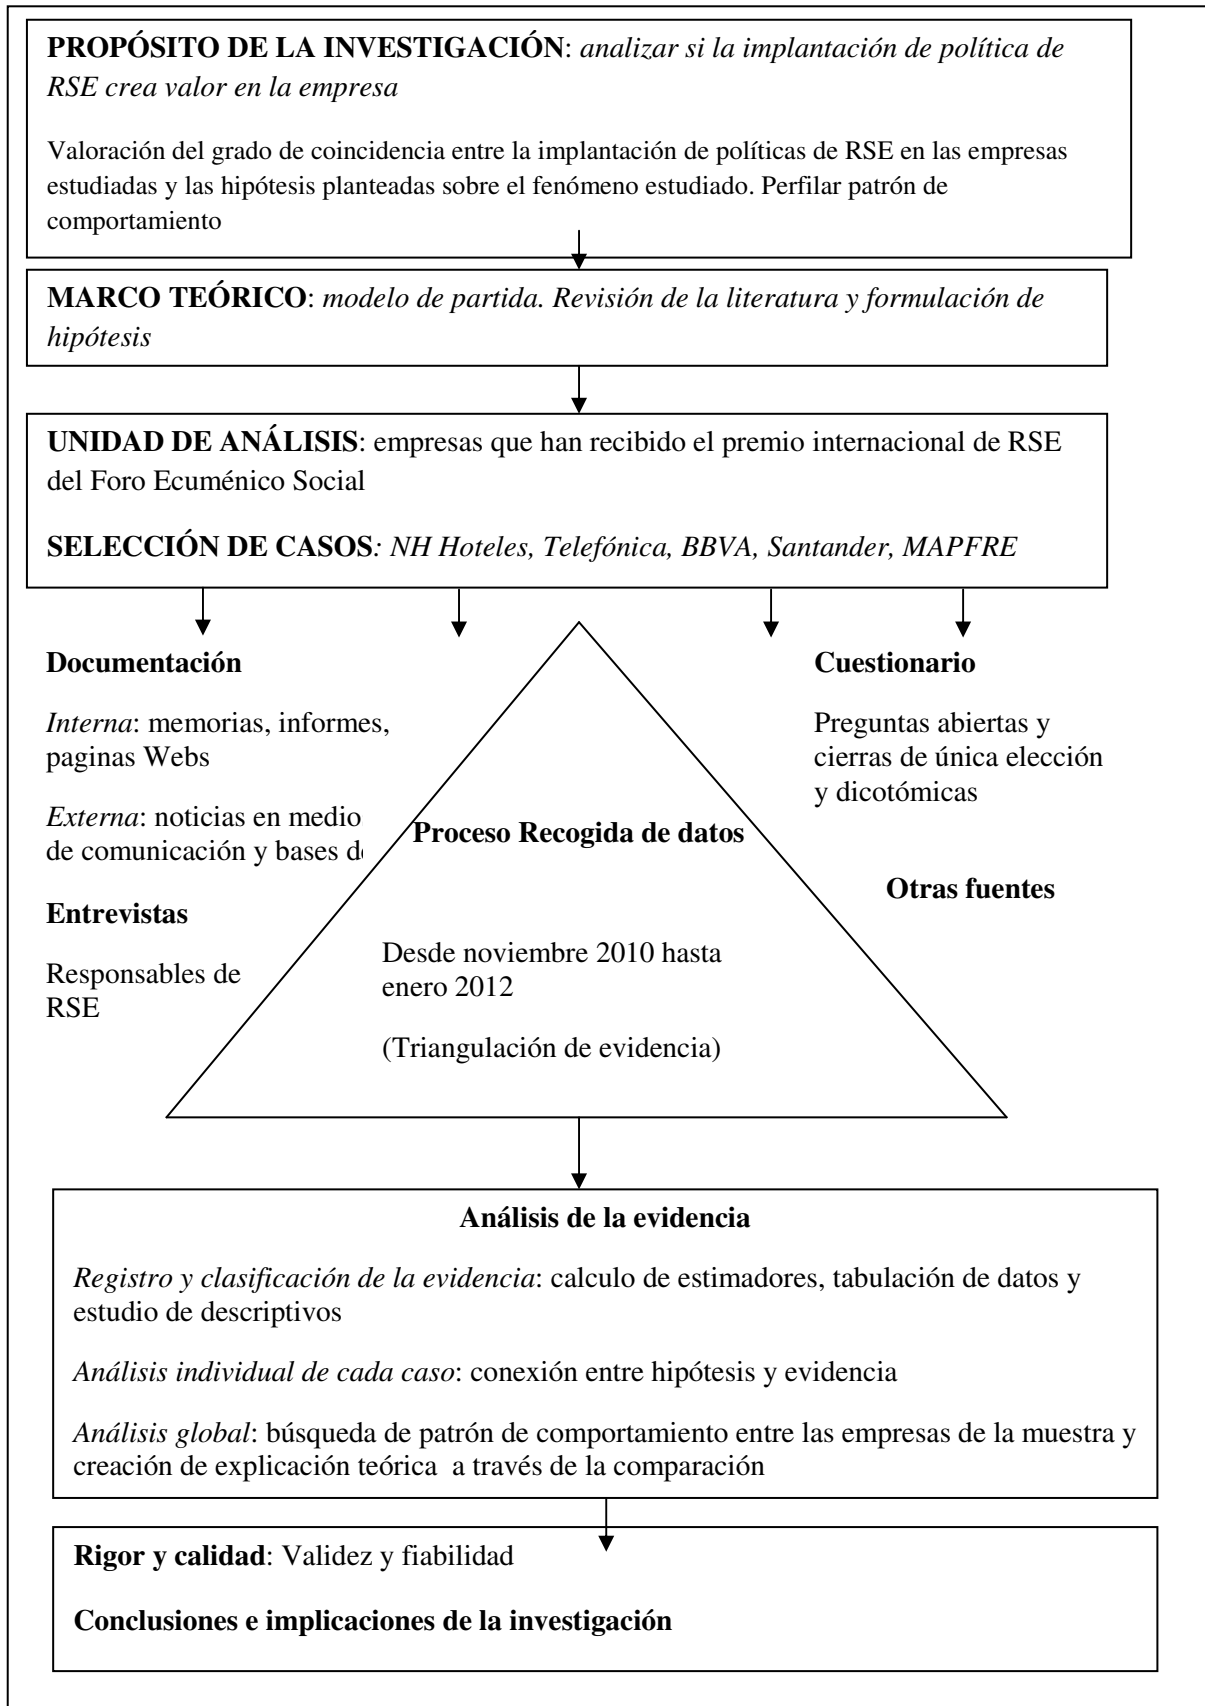 PROPÓSITO DE LA INVESTIGACIÓN: analizar si la implantación de política de
RSE crea valor en la empresa
Valoración del grado de coincidencia entre la implantación de políticas de RSE en las empresas
estudiadas y las hipótesis planteadas sobre el fenómeno estudiado. Perfilar patrón de
comportamiento
MARCO TEÓRICO: modelo de partida. Revisión de la literatura y formulación de
hipótesis
UNIDAD DE ANÁLISIS: empresas que han recibido el premio internacional de RSE
del Foro Ecuménico Social
SELECCIÓN DE CASOS: NH Hoteles, Telefónica, BBVA, Santander, MAPFRE
Documentación
Interna: memorias, informes,
paginas Webs
Externa: noticias en medio
de comunicación y bases
Entrevistas
Responsables de
RSE
Proceso Recogida de datos
Desde noviembre 2010 hasta
enero 2012
(Triangulación de evidencia)
Cuestionario
Preguntas abiertas y
cierras de única elección
y dicotómicas
Otras fuentes
Análisis de la evidencia
Registro y clasificación de la evidencia: calculo de estimadores, tabulación de datos y
estudio de descriptivos
Análisis individual de cada caso: conexión entre hipótesis y evidencia
Análisis global: búsqueda de patrón de comportamiento entre las empresas de la muestra y
creación de explicación teórica a través de la comparación
Rigor y calidad: Validez y fiabilidad
Conclusiones e implicaciones de la investigación